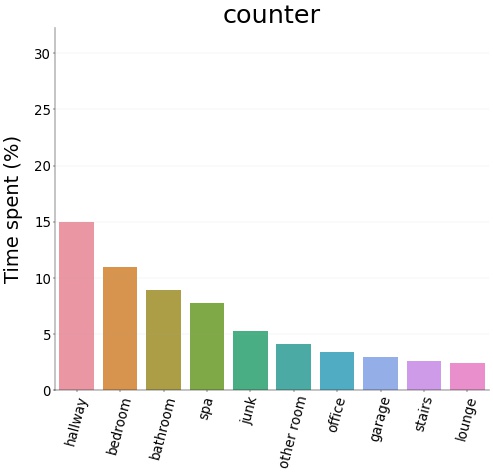 counter
Time spent (%)
30
25
20
15
10
5
0
hallway
bedroom
bathroom
spa
junk
other room
office
garage
stairs
lounge